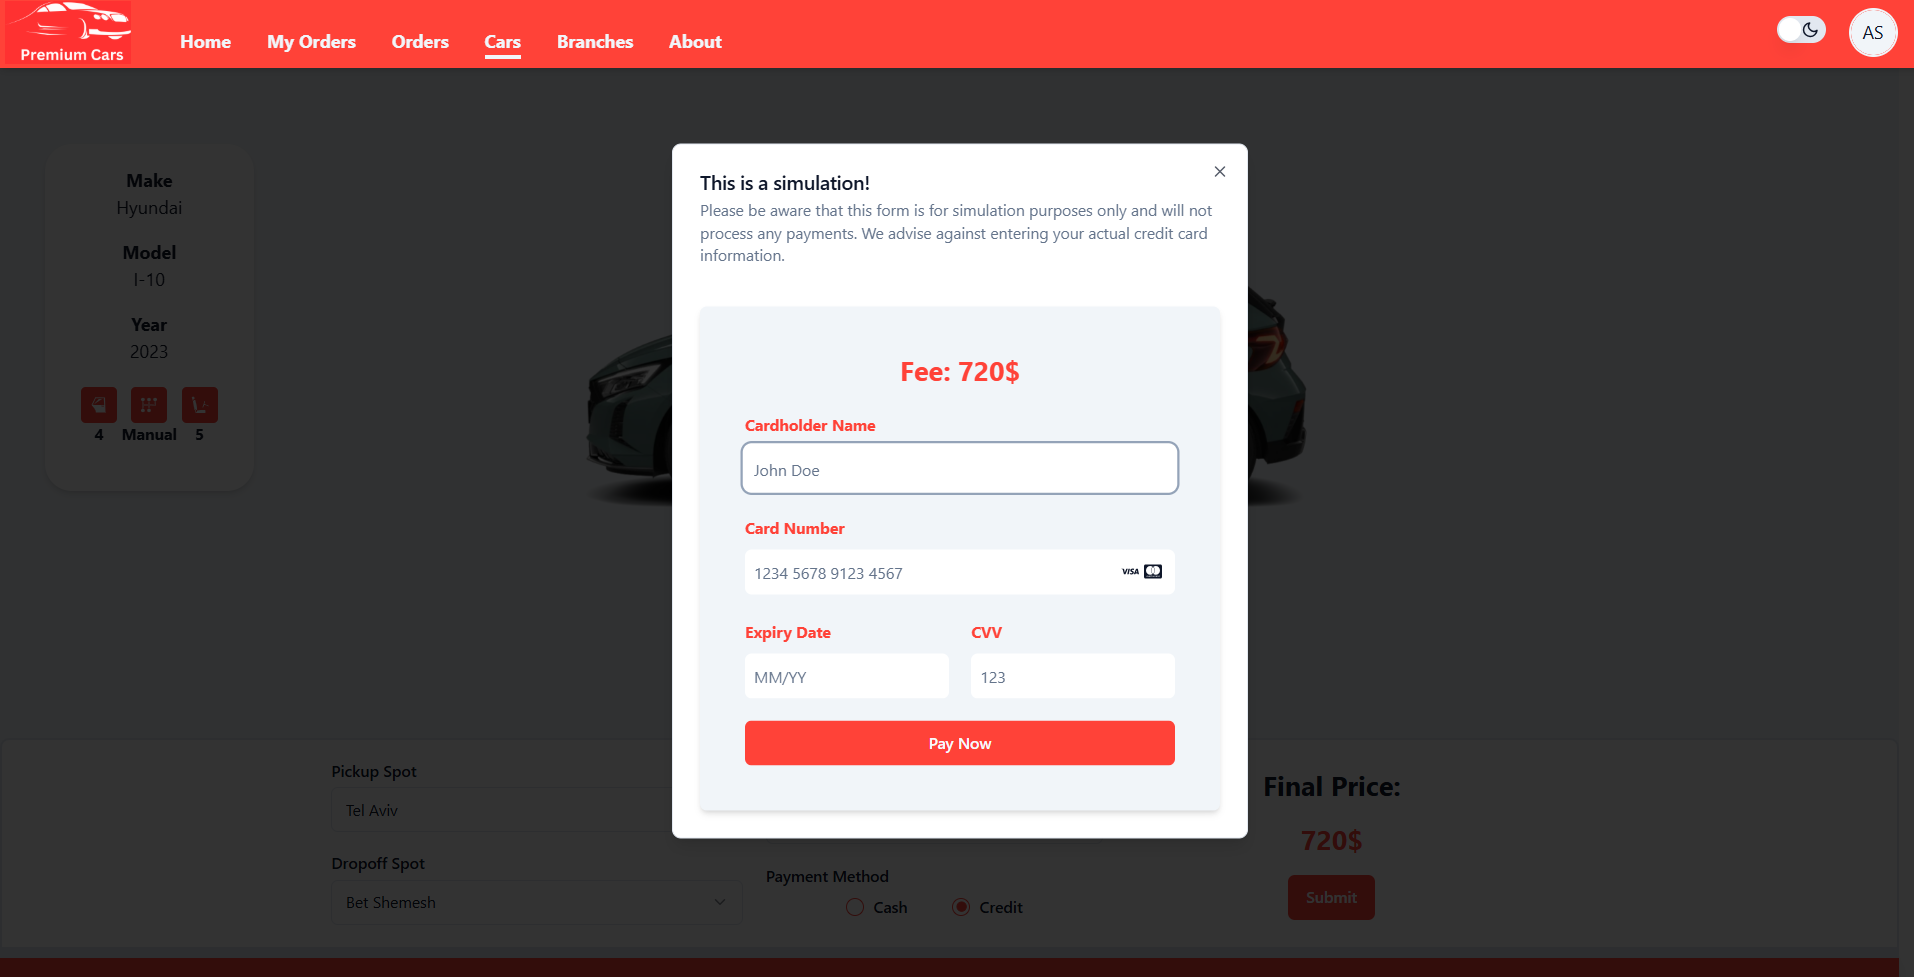 Premium Cars
Home
My Orders
Orders
Cars
Branches
About
AS
Make
Hyundai
Model
I-10
Year
2023
4
Manual
5
This is a simulation!
Please be aware that this form is for simulation purposes only and will not
process any payments. We advise against entering your actual credit card
information.
Fee: 720$
Cardholder Name
John Doe
Card Number
1234 5678 9123 4567
VISA
Expiry Date
CVV
MM/YY
123
Pay Now
Pickup Spot
Tel Aviv
Dropoff Spot
Bet Shemesh
Payment Method
Cash
Credit
Final Price:
720$
Submit